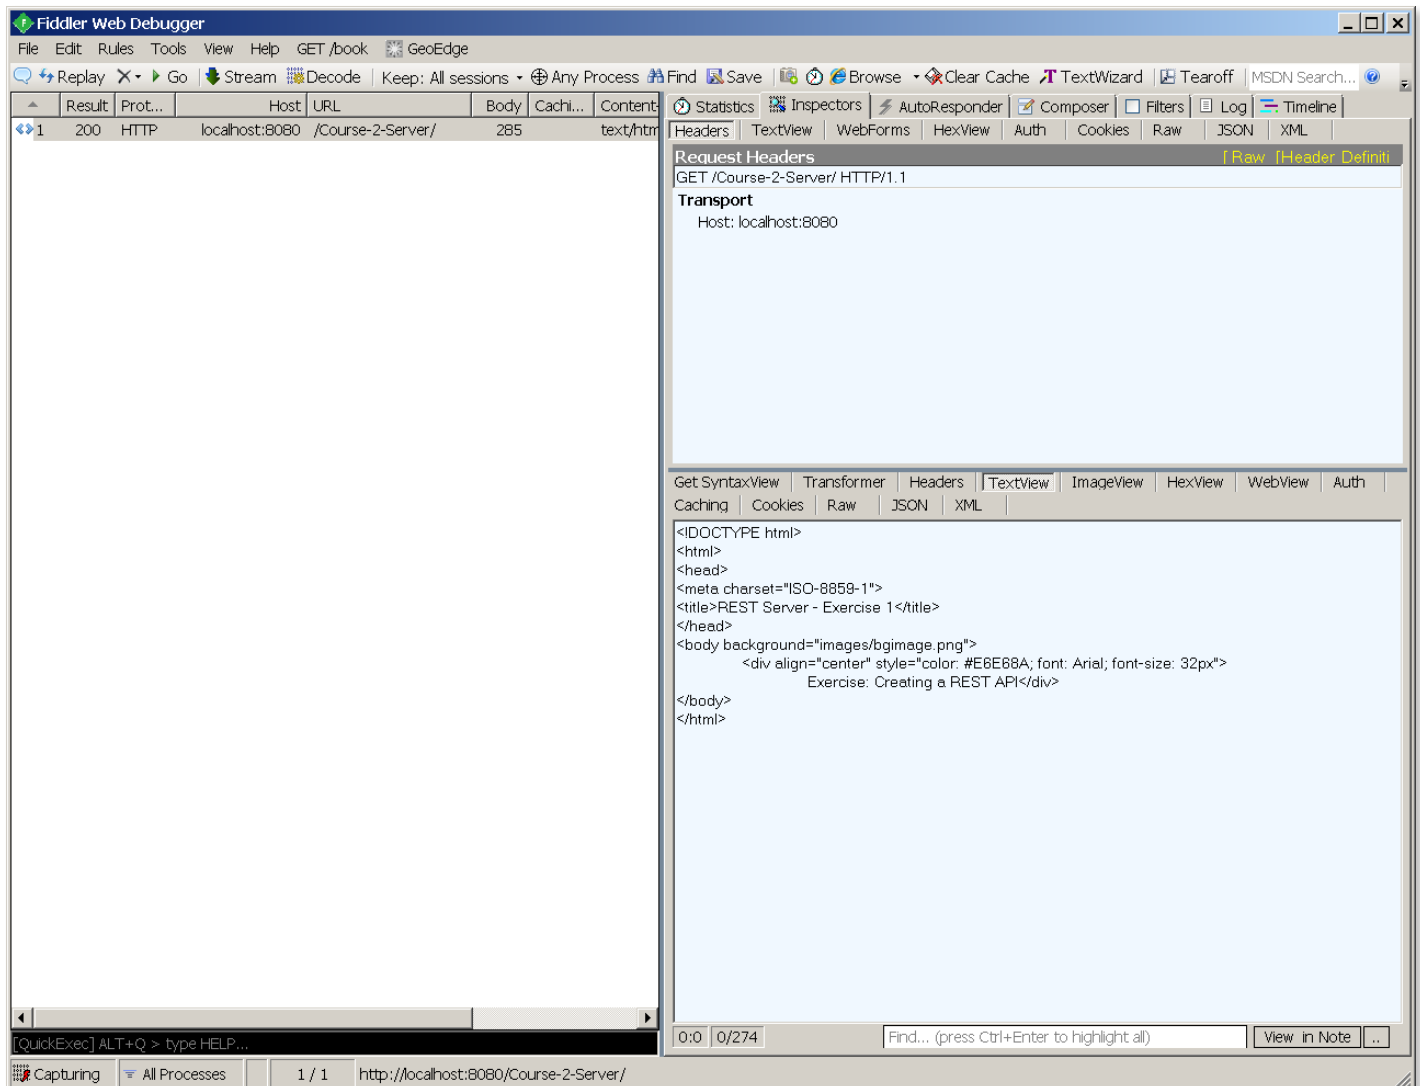 Fiddler Web Debugger
File Edit Rules Tools View Help GET /book GeoEdge
Replay Go Stream Decode Keep: All sessions Any Process Find Save Browse Clear Cache TextWizard Tearoff MSDN Search...
Result Prot... Host URL Body Cachi... Content-
1 200 HTTP localhost:8080 /Course-2-Server/ 285 text/htm
Statistics Inspectors AutoResponder Composer Filters Log Timeline
Headers TextView WebForms HexView Auth Cookies Raw JSON XML
Request Headers [ Raw [Header Definiti
GET /Course-2-Server/ HTTP/1.1
Transport
Host: localhost:8080
Get SyntaxView Transformer Headers TextView ImageView HexView WebView Auth
Caching Cookies Raw JSON XML
<!DOCTYPE html>
<html>
<head>
<meta charset="ISO-8859-1">
<title>REST Server - Exercise 1</title>
</head>
<body background="images/bgimage.png">
<div align="center" style="color: #E6E68A; font: Arial; font-size: 32px">
Exercise: Creating a REST API</div>
</body>
</html>
0:0 0/274 Find... (press Ctrl+Enter to highlight all) View in Note ..
[QuickExec] ALT+Q > type HELP...
Capturing All Processes 1 / 1 http://localhost:8080/Course-2-Server/